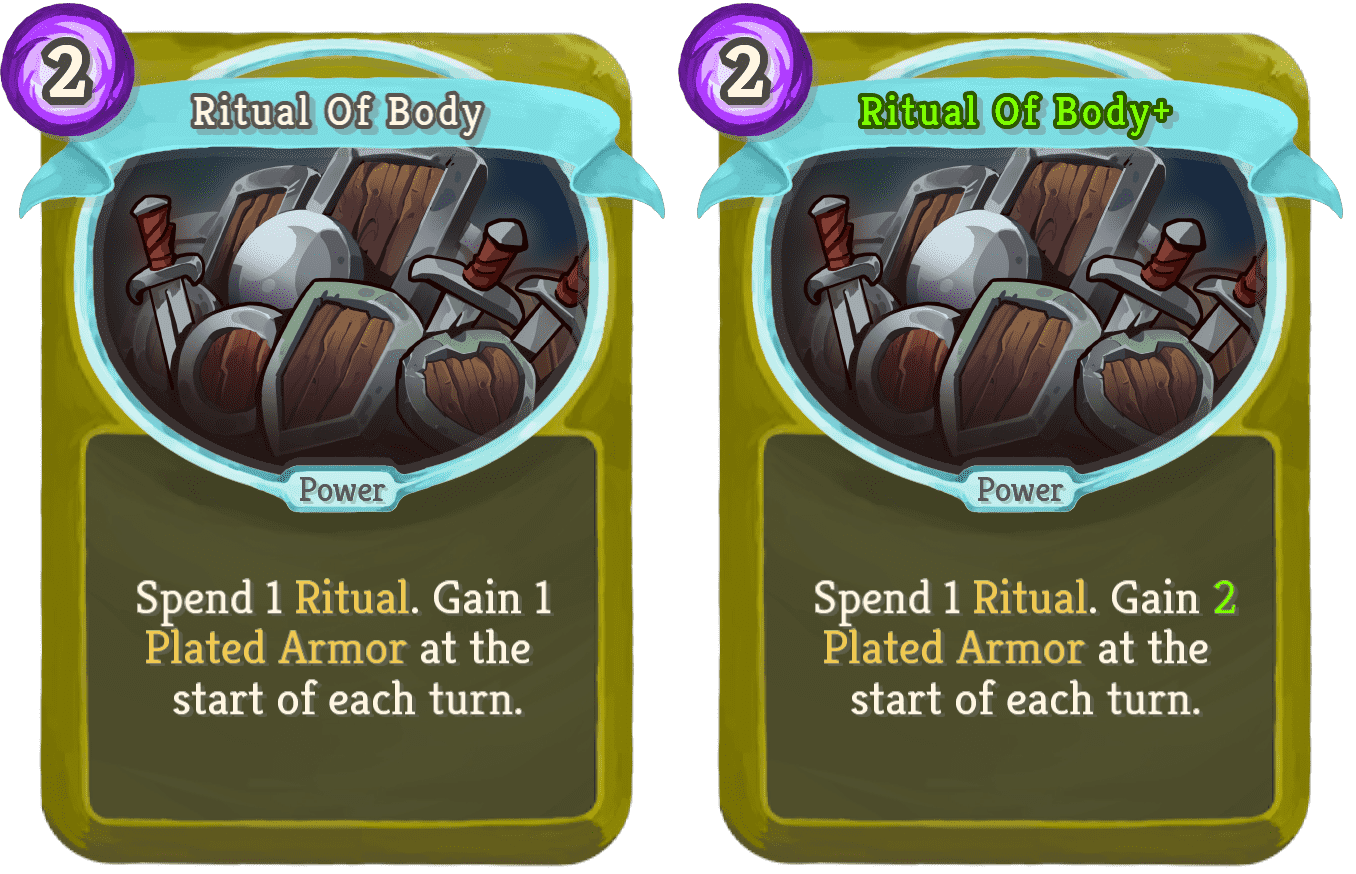 2
Ritual Of Body
Power
Spend 1 Ritual. Gain 1
Plated Armor at the
start of each turn.
2
Ritual Of Body+
Power
Spend 1 Ritual. Gain 2
Plated Armor at the
start of each turn.